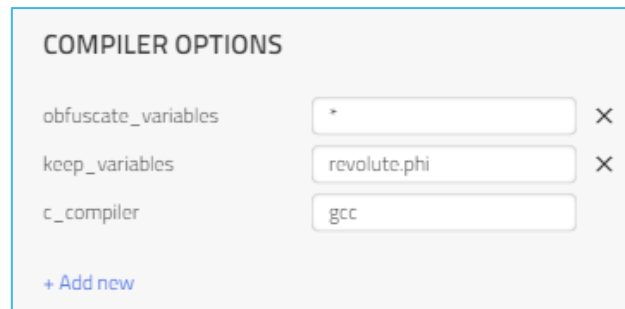 COMPILER OPTIONS
obfuscate_variables *
keep_variables revolute.phi
c_compiler gcc
+ Add new